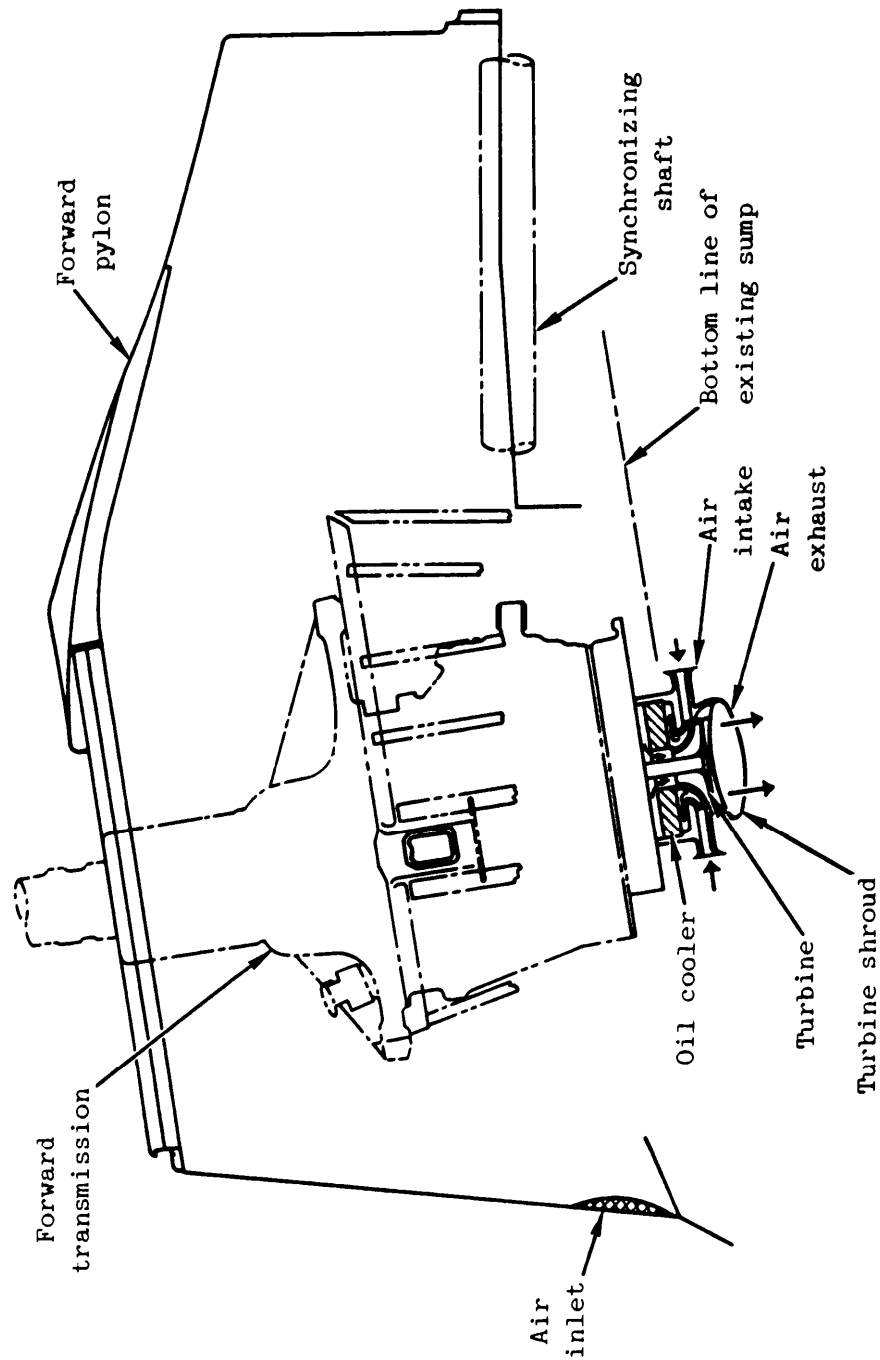 Forward
pylon
Synchronizing
shaft
Bottom line of
existing sump
Air
intake
Air
exhaust
Forward
transmission
Oil cooler
Turbine
Turbine shroud
Air
inlet